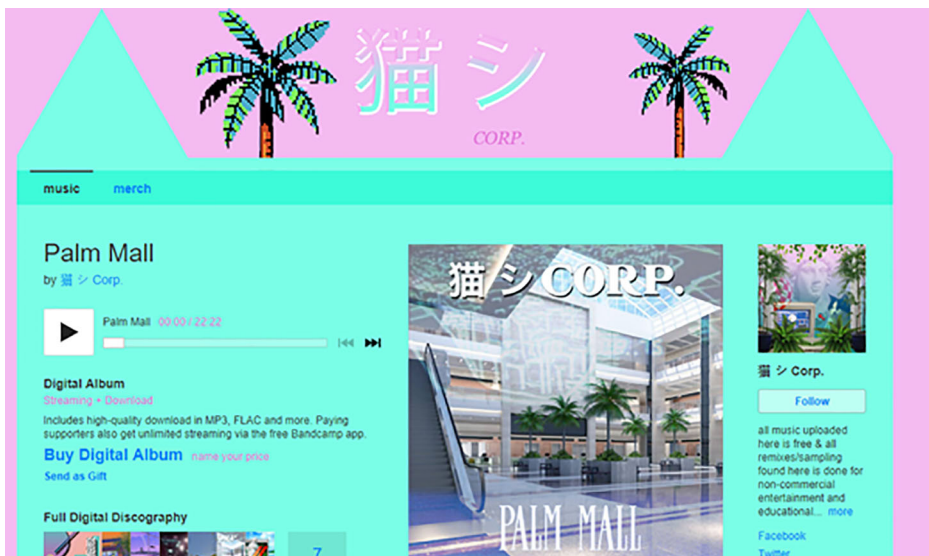 猫 シ
CORP.
music merch
Palm Mall
by 猫 シ Corp.
Palm Mall 00:00 / 22:22
Digital Album
Streaming + Download
Includes high-quality download in MP3, FLAC and more. Paying
supporters also get unlimited streaming via the free Bandcamp app.
Buy Digital Album name your price
Send as Gift
Full Digital Discography
7
猫 シ CORP.
PALM MALL
猫 シ Corp.
Follow
all music uploaded
here is free & all
remixes/sampling
found here is done for
non-commercial
entertainment and
educational... more
Facebook
Twitter